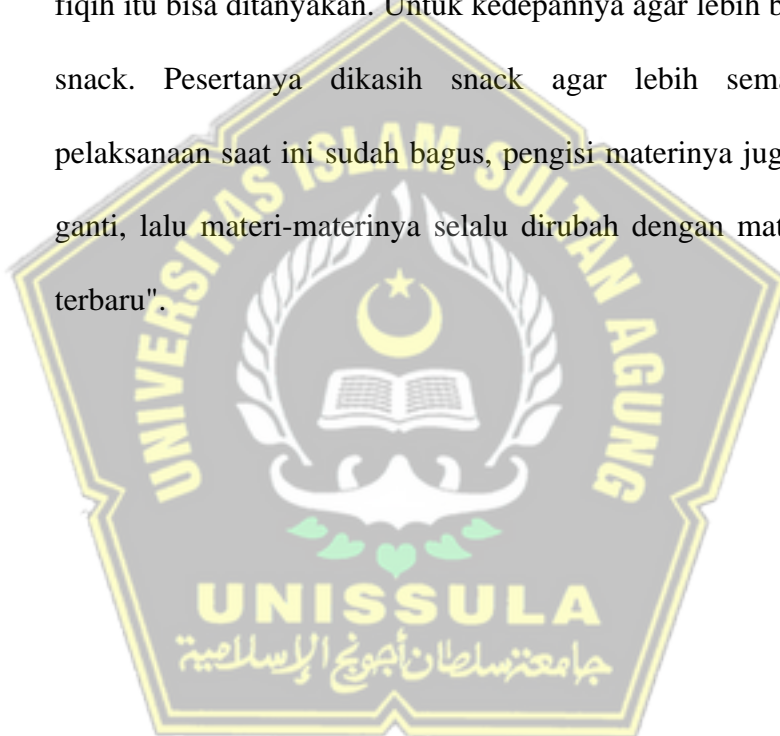 fiqih itu bisa ditanyakan. Untuk kedepannya agar lebih b
snack. Pesertanya dikasih snack agar lebih sema
pelaksanaan saat ini sudah bagus, pengisi materinya jug
ganti, lalu materi-materinya selalu dirubah dengan mat
terbaru".
UNIVERSITAS ISLAM SULTAN AGUNG
UNISSULA
جامعة سلطان أجونج الإسلامية